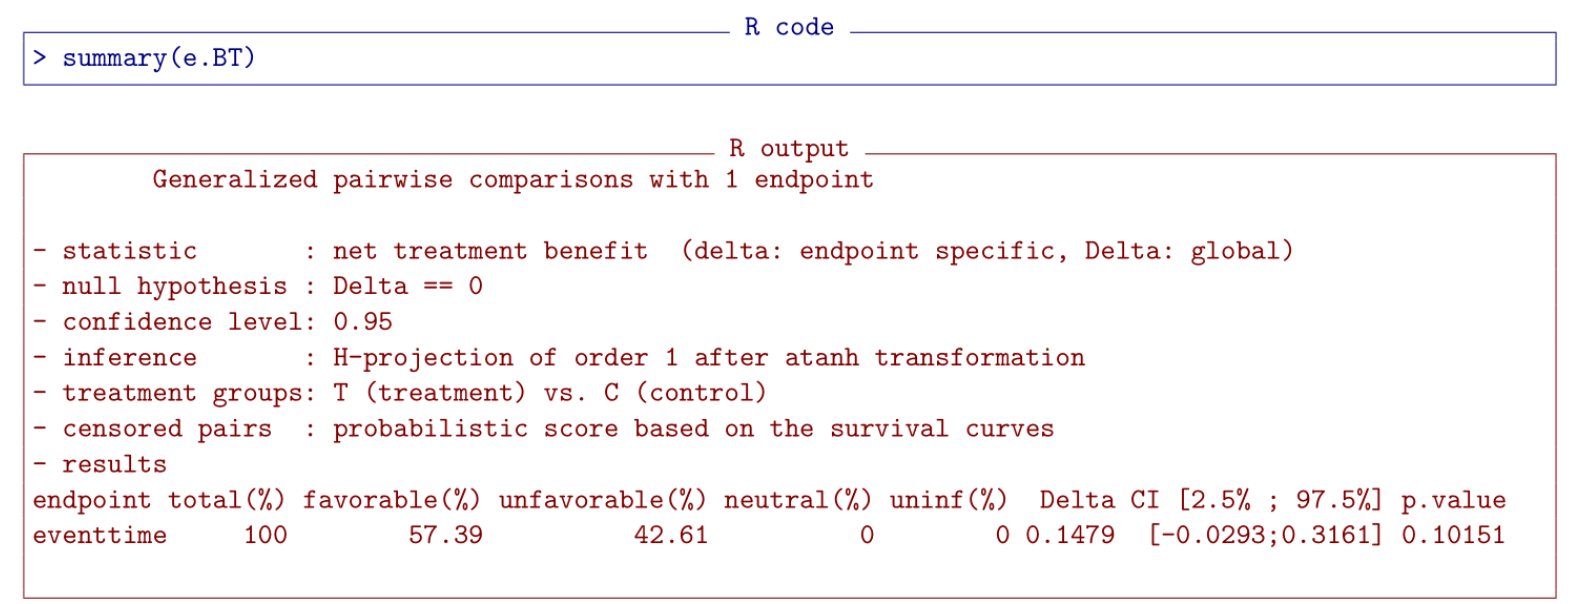 R code
> summary(e.BT)
R output
Generalized pairwise comparisons with 1 endpoint
- statistic       : net treatment benefit  (delta: endpoint specific, Delta: global)
- null hypothesis : Delta == 0
- confidence level: 0.95
- inference       : H-projection of order 1 after atanh transformation
- treatment groups: T (treatment) vs. C (control)
- censored pairs  : probabilistic score based on the survival curves
- results
endpoint total(%) favorable(%) unfavorable(%) neutral(%) uninf(%)  Delta CI [2.5% ; 97.5%] p.value
eventtime     100        57.39          42.61          0        0 0.1479  [-0.0293;0.3161] 0.10151